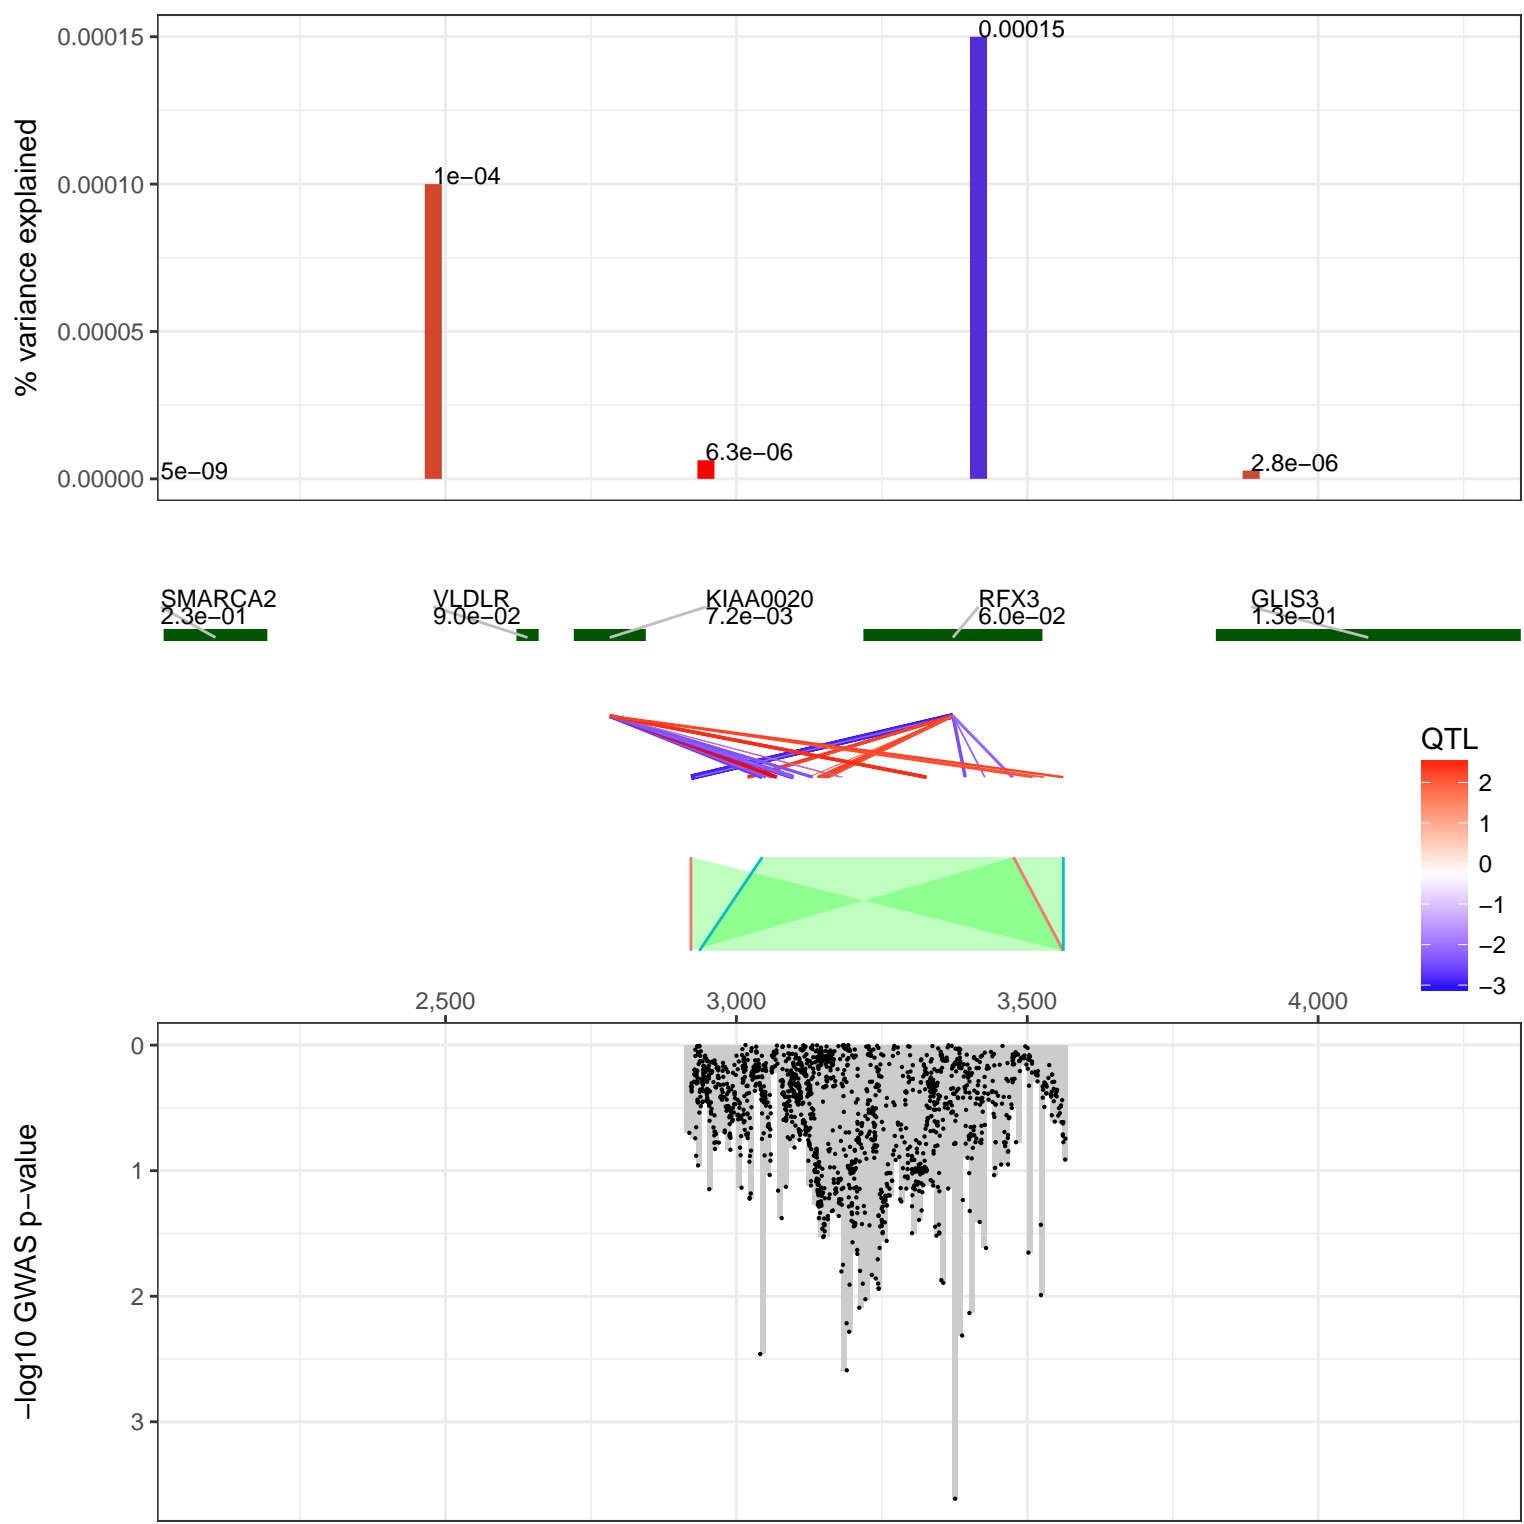 % variance explained
0.00015
0.00010
0.00005
0.00000
0.00015
1e−04
6.3e−06
2.8e−06
5e−09
SMARCA2 VLDLR KIAA0020 RFX3 GLIS3
2.3e−01 9.0e−02 7.2e−03 6.0e−02 1.3e−01
QTL
2
1
0
−1
−2
−3
2,500 3,000 3,500 4,000
−log10 GWAS p−value
0
1
2
3